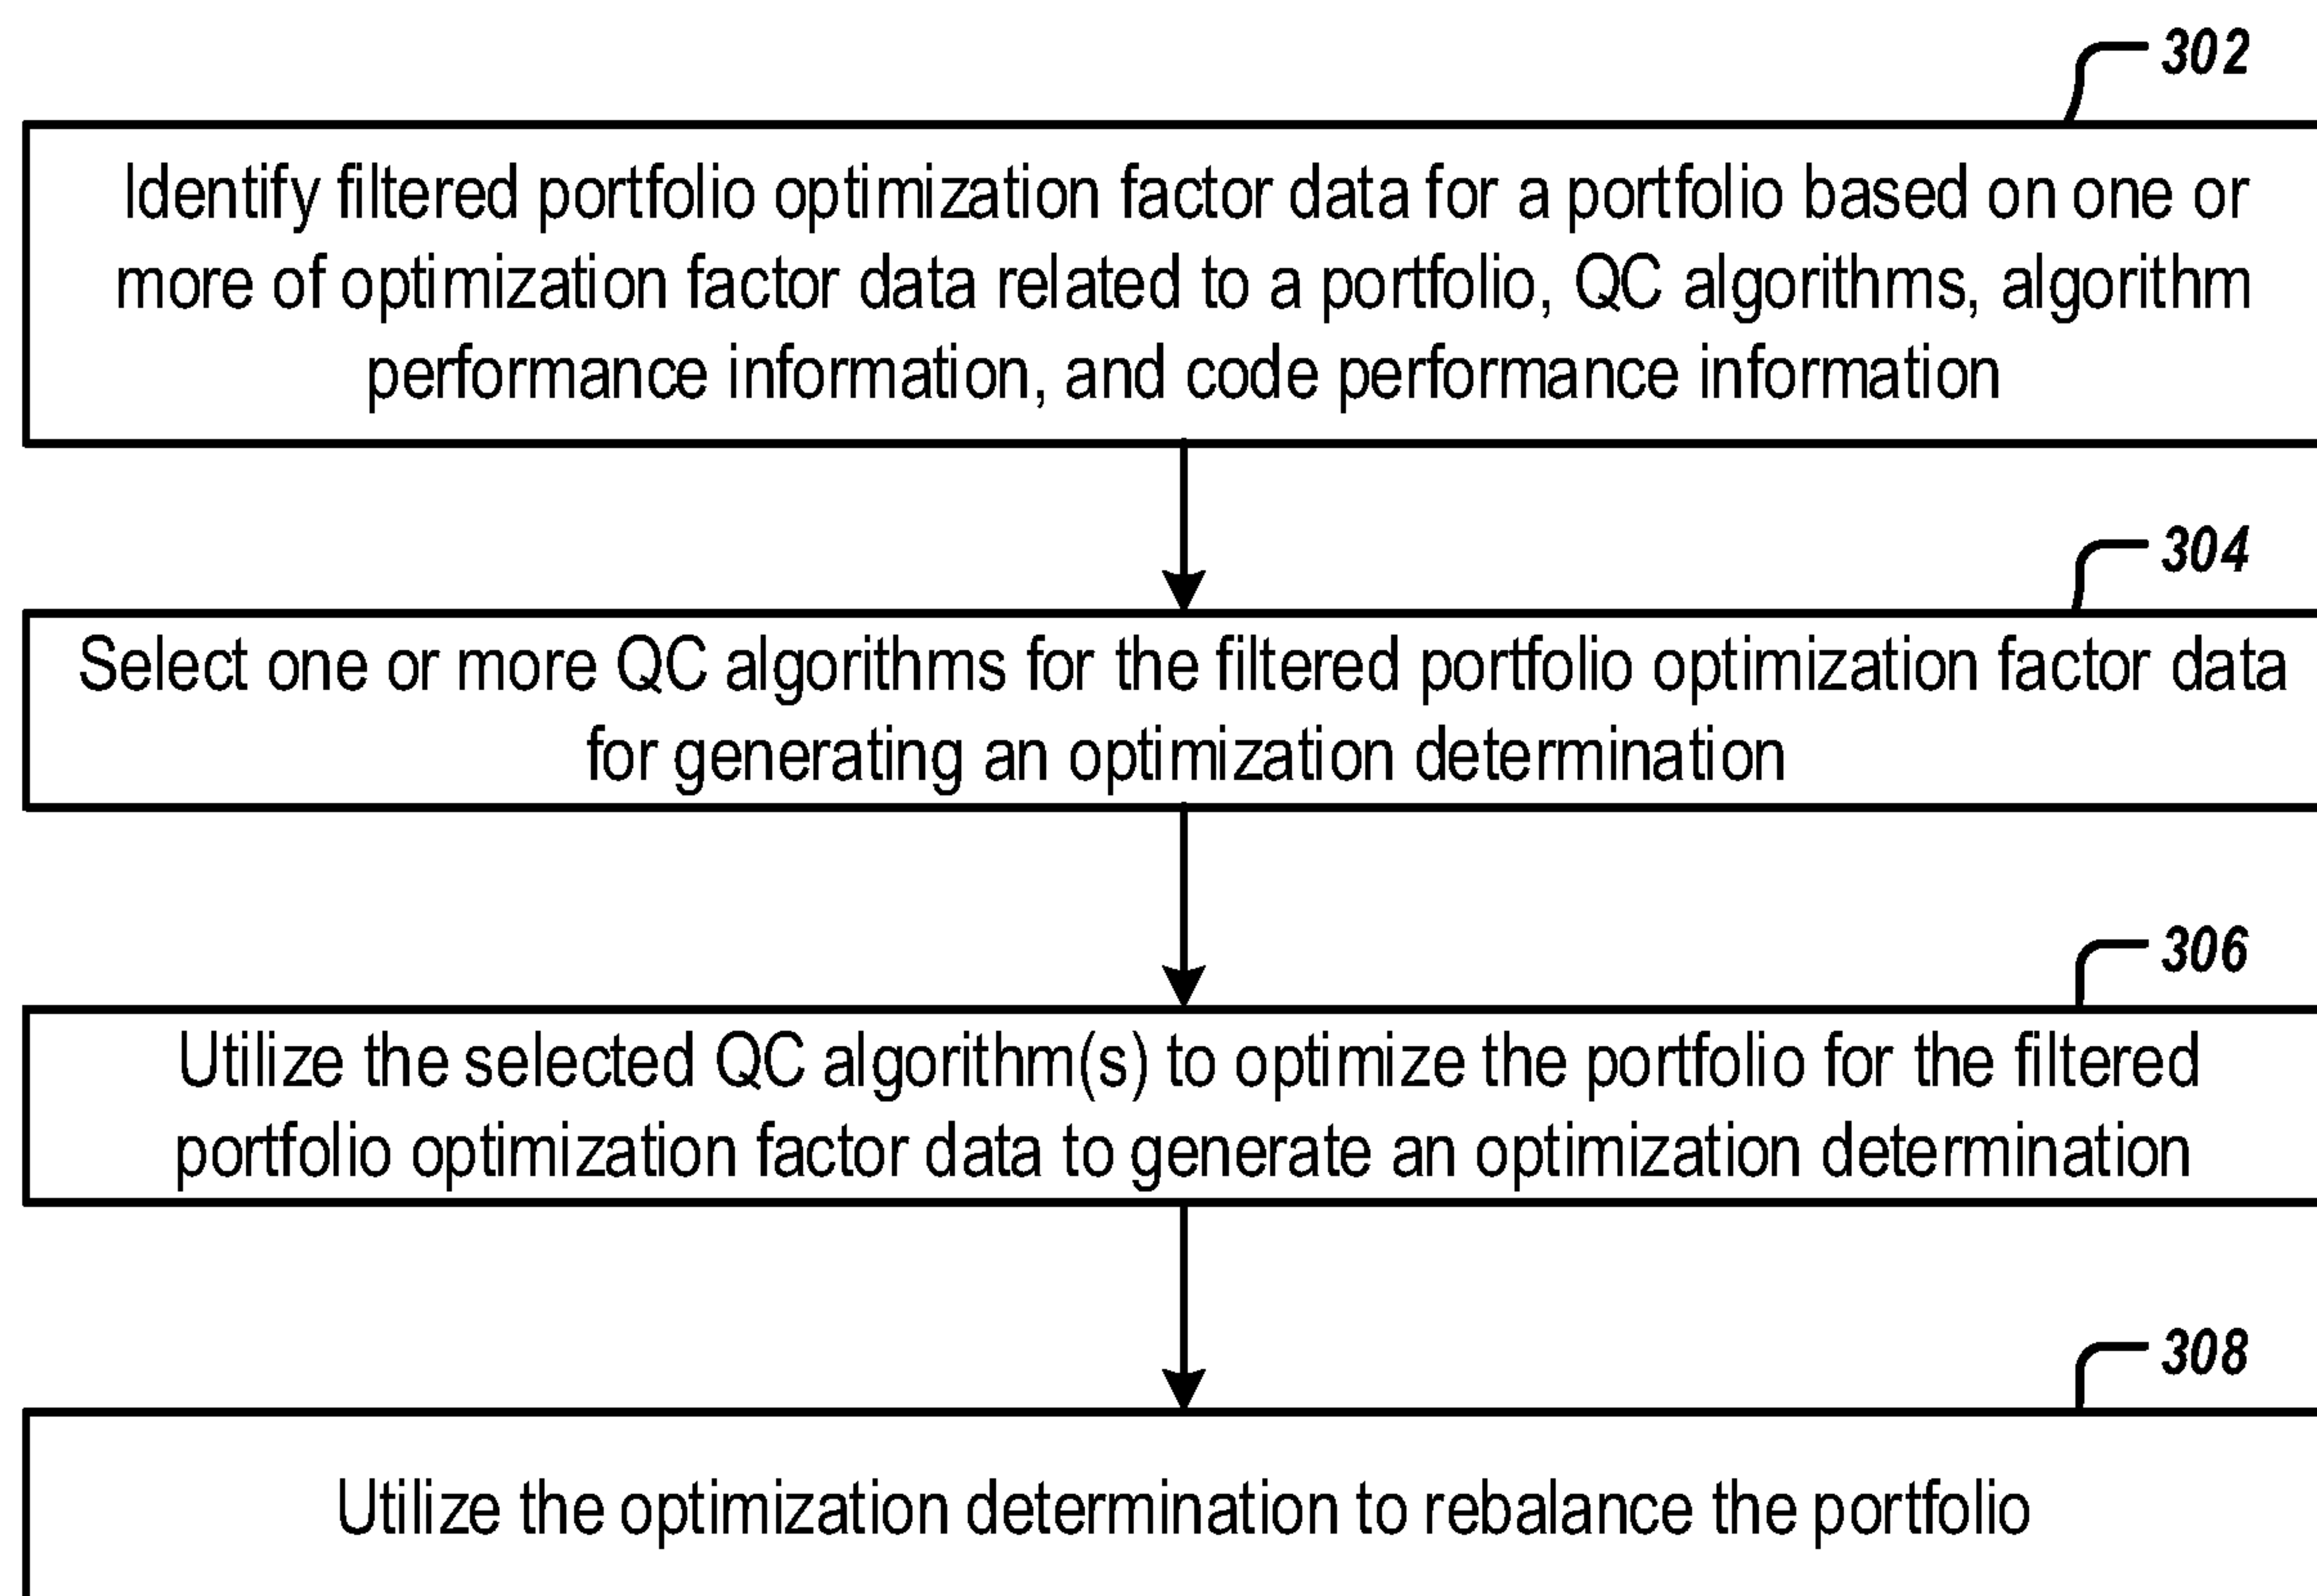 302
Identify filtered portfolio optimization factor data for a portfolio based on one or
more of optimization factor data related to a portfolio, QC algorithms, algorithm
performance information, and code performance information
304
Select one or more QC algorithms for the filtered portfolio optimization factor data
for generating an optimization determination
306
Utilize the selected QC algorithm(s) to optimize the portfolio for the filtered
portfolio optimization factor data to generate an optimization determination
308
Utilize the optimization determination to rebalance the portfolio